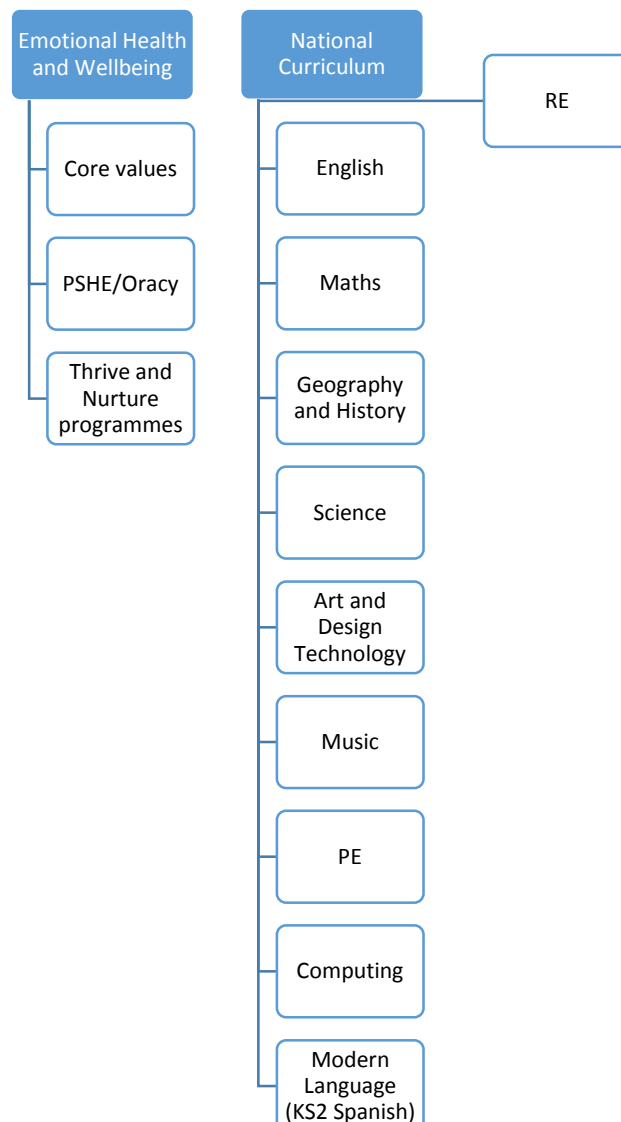 Emotional Health
and Wellbeing
Core values
PSHE/Oracy
Thrive and
Nurture
programmes
National
Curriculum
RE
English
Maths
Geography
and History
Science
Art and
Design
Technology
Music
PE
Computing
Modern
Language
(KS2 Spanish)